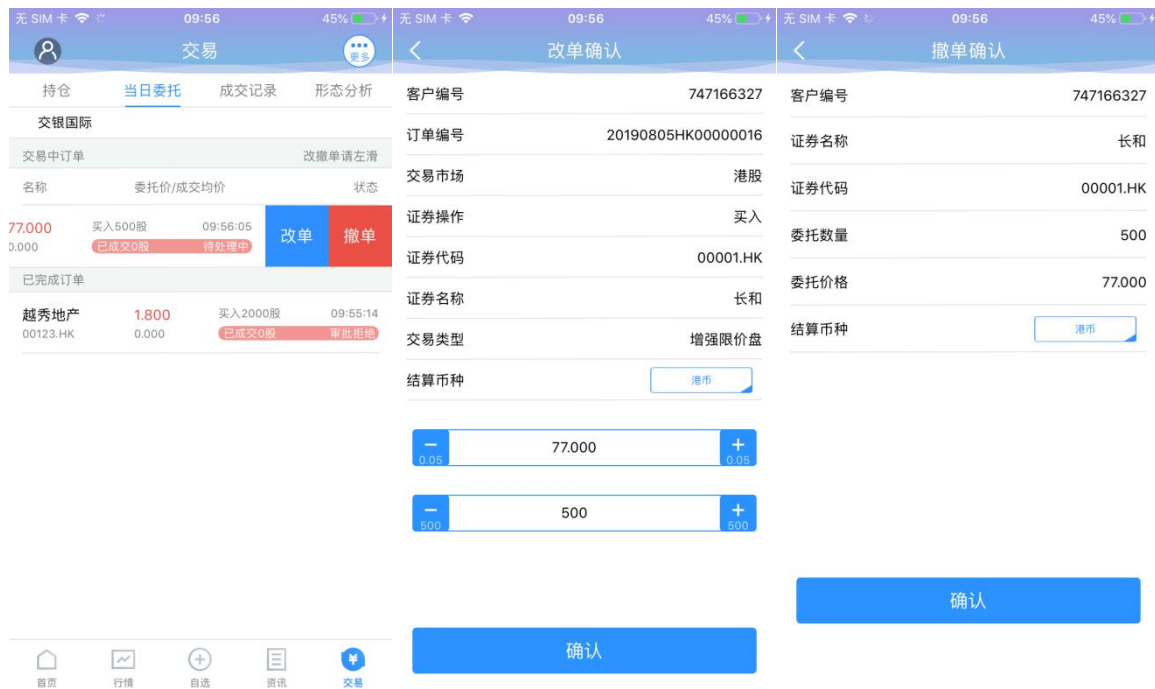 无 SIM 卡
09:56
45%
交易
更多
持仓
当日委托
成交记录
形态分析
交银国际
交易中订单
改撤单请左滑
名称
委托价/成交均价
状态
77.000
买入500股
09:56:05
改单
撤单
0.000
已成交0股
待处理中
已完成订单
越秀地产
1.800
买入2000股
09:55:14
00123.HK
0.000
已成交0股
审批拒绝
首页
行情
自选
资讯
交易
无 SIM 卡
09:56
45%
改单确认
客户编号
747166327
订单编号
20190805HK00000016
交易市场
港股
证券操作
买入
证券代码
00001.HK
证券名称
长和
交易类型
增强限价盘
结算币种
港币
−
77.000
+
0.05
0.05
−
500
+
500
500
确认
无 SIM 卡
09:56
45%
撤单确认
客户编号
747166327
证券名称
长和
证券代码
00001.HK
委托数量
500
委托价格
77.000
结算币种
港币
确认